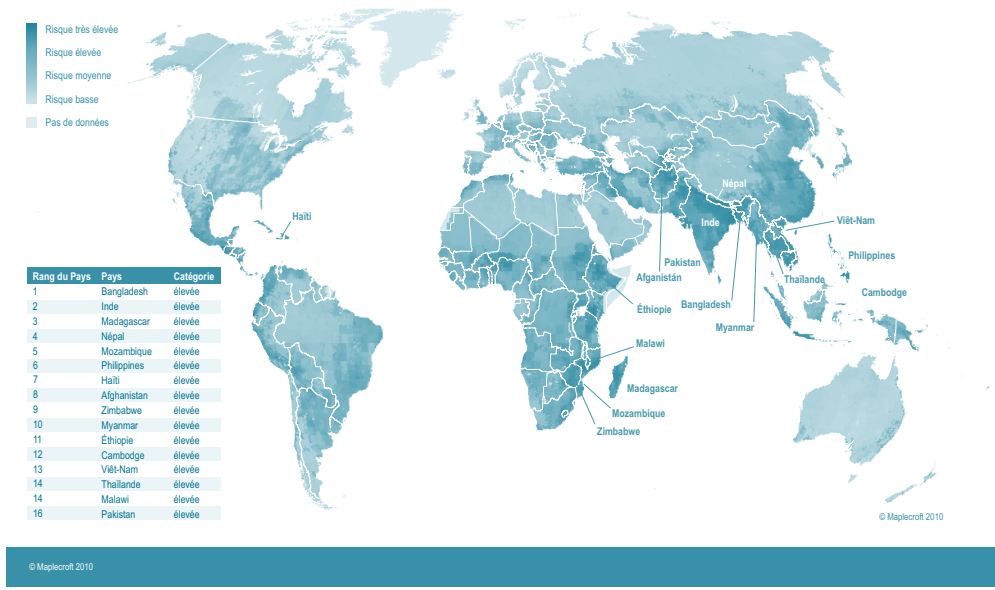 Risque très élevée
Risque élevée
Risque moyenne
Risque basse
Pas de données
Haïti
Népal
Inde
Viêt-Nam
Philippines
Pakistan
Afganistán
Thaïlande
Cambodge
Bangladesh
Éthiopie
Myanmar
Malawi
Madagascar
Mozambique
Zimbabwe
Rang du Pays Pays Catégorie
1 Bangladesh élevée
2 Inde élevée
3 Madagascar élevée
4 Népal élevée
5 Mozambique élevée
6 Philippines élevée
7 Haïti élevée
8 Afghanistan élevée
9 Zimbabwe élevée
10 Myanmar élevée
11 Éthiopie élevée
12 Cambodge élevée
13 Viêt-Nam élevée
14 Thaïlande élevée
14 Malawi élevée
16 Pakistan élevée
© Maplecroft 2010
© Maplecroft 2010